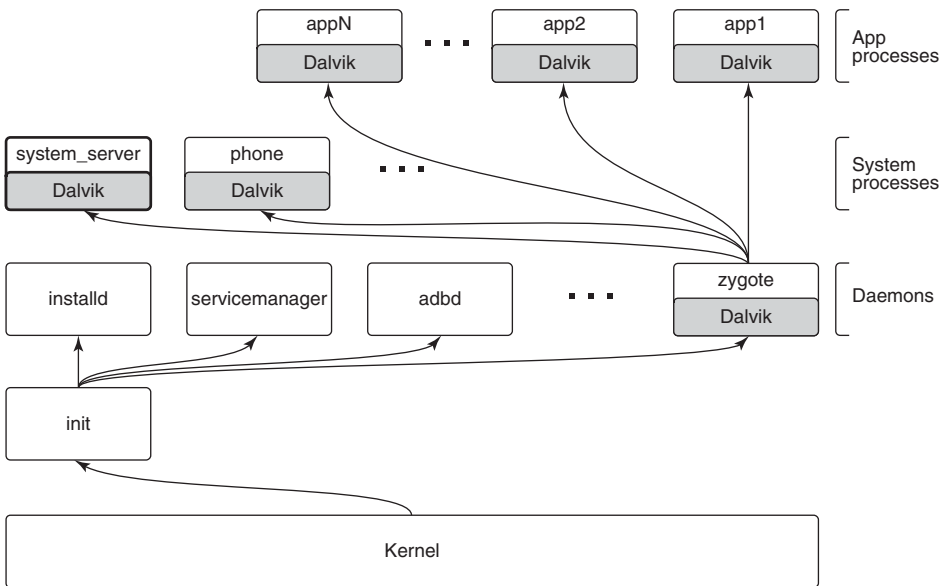 appN
app2
app1
App
processes
Dalvik
Dalvik
Dalvik
system_server
phone
System
processes
Dalvik
Dalvik
installd
servicemanager
adbd
zygote
Daemons
Dalvik
init
Kernel